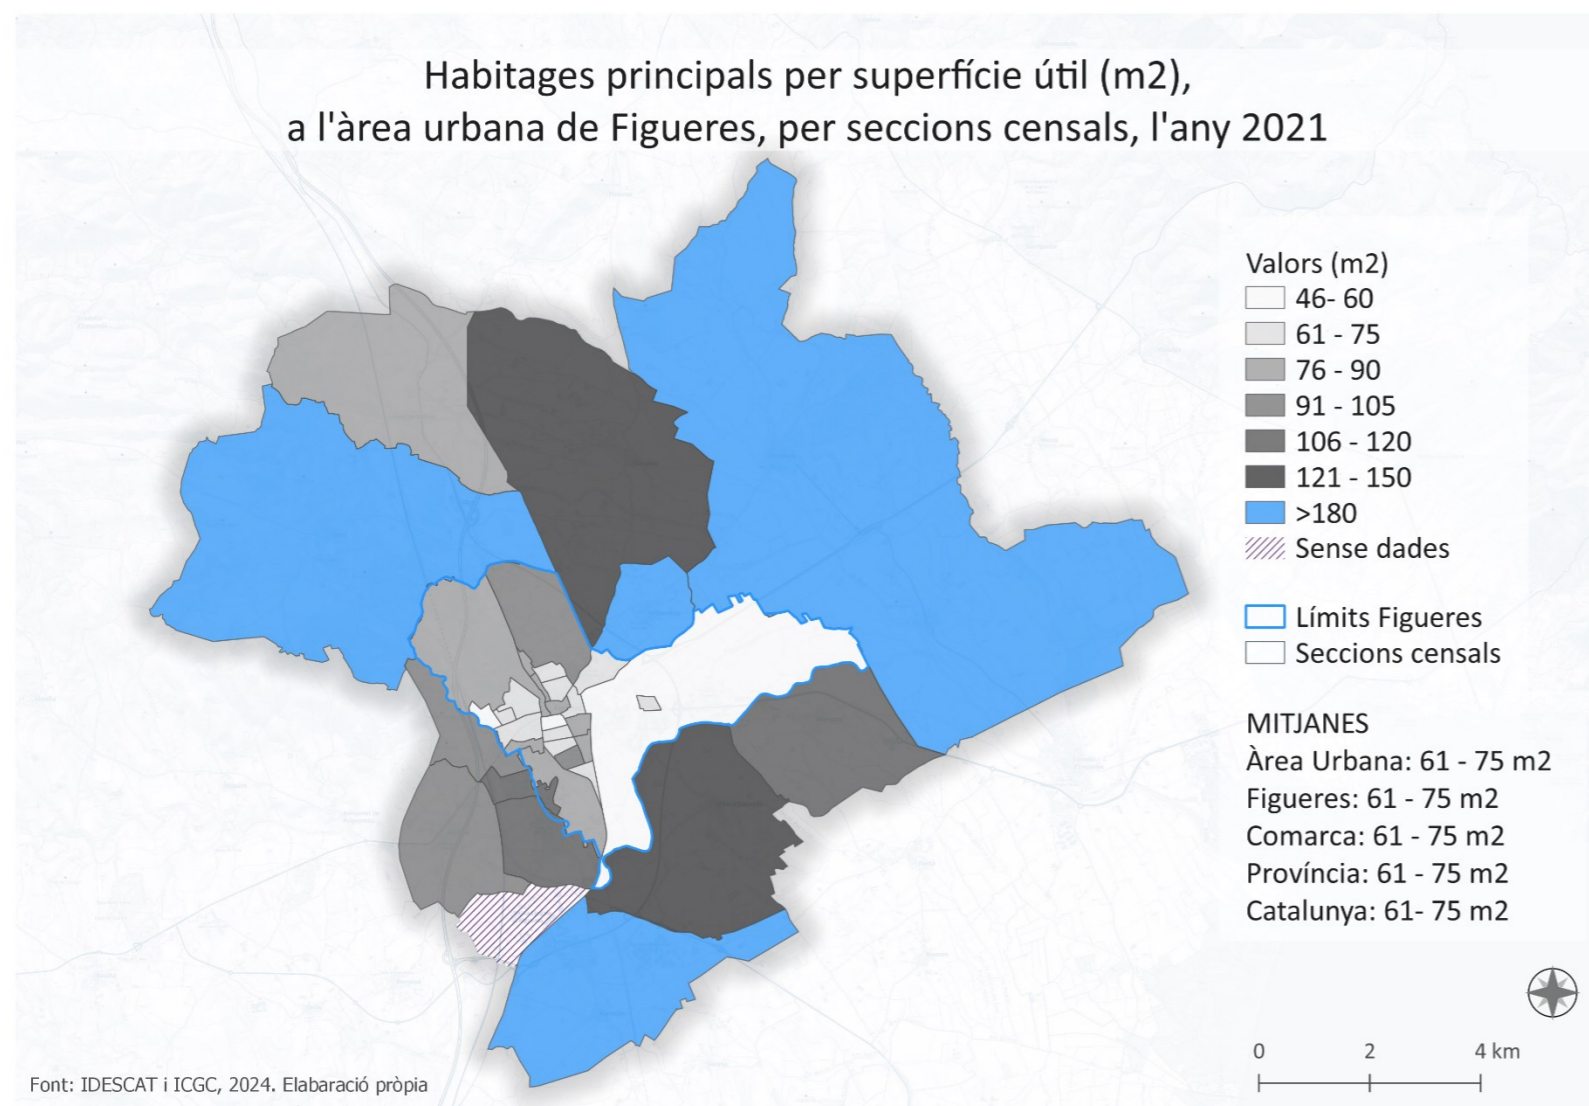 Habitages principals per superfície útil (m2),
a l'àrea urbana de Figueres, per seccions censals, l'any 2021
Valors (m2)
46- 60
61 - 75
76 - 90
91 - 105
106 - 120
121 - 150
>180
Sense dades
Límits Figueres
Seccions censals
MITJANES
Àrea Urbana: 61 - 75 m2
Figueres: 61 - 75 m2
Comarca: 61 - 75 m2
Província: 61 - 75 m2
Catalunya: 61- 75 m2
0 2 4 km
Font: IDESCAT i ICGC, 2024. Elabaració pròpia